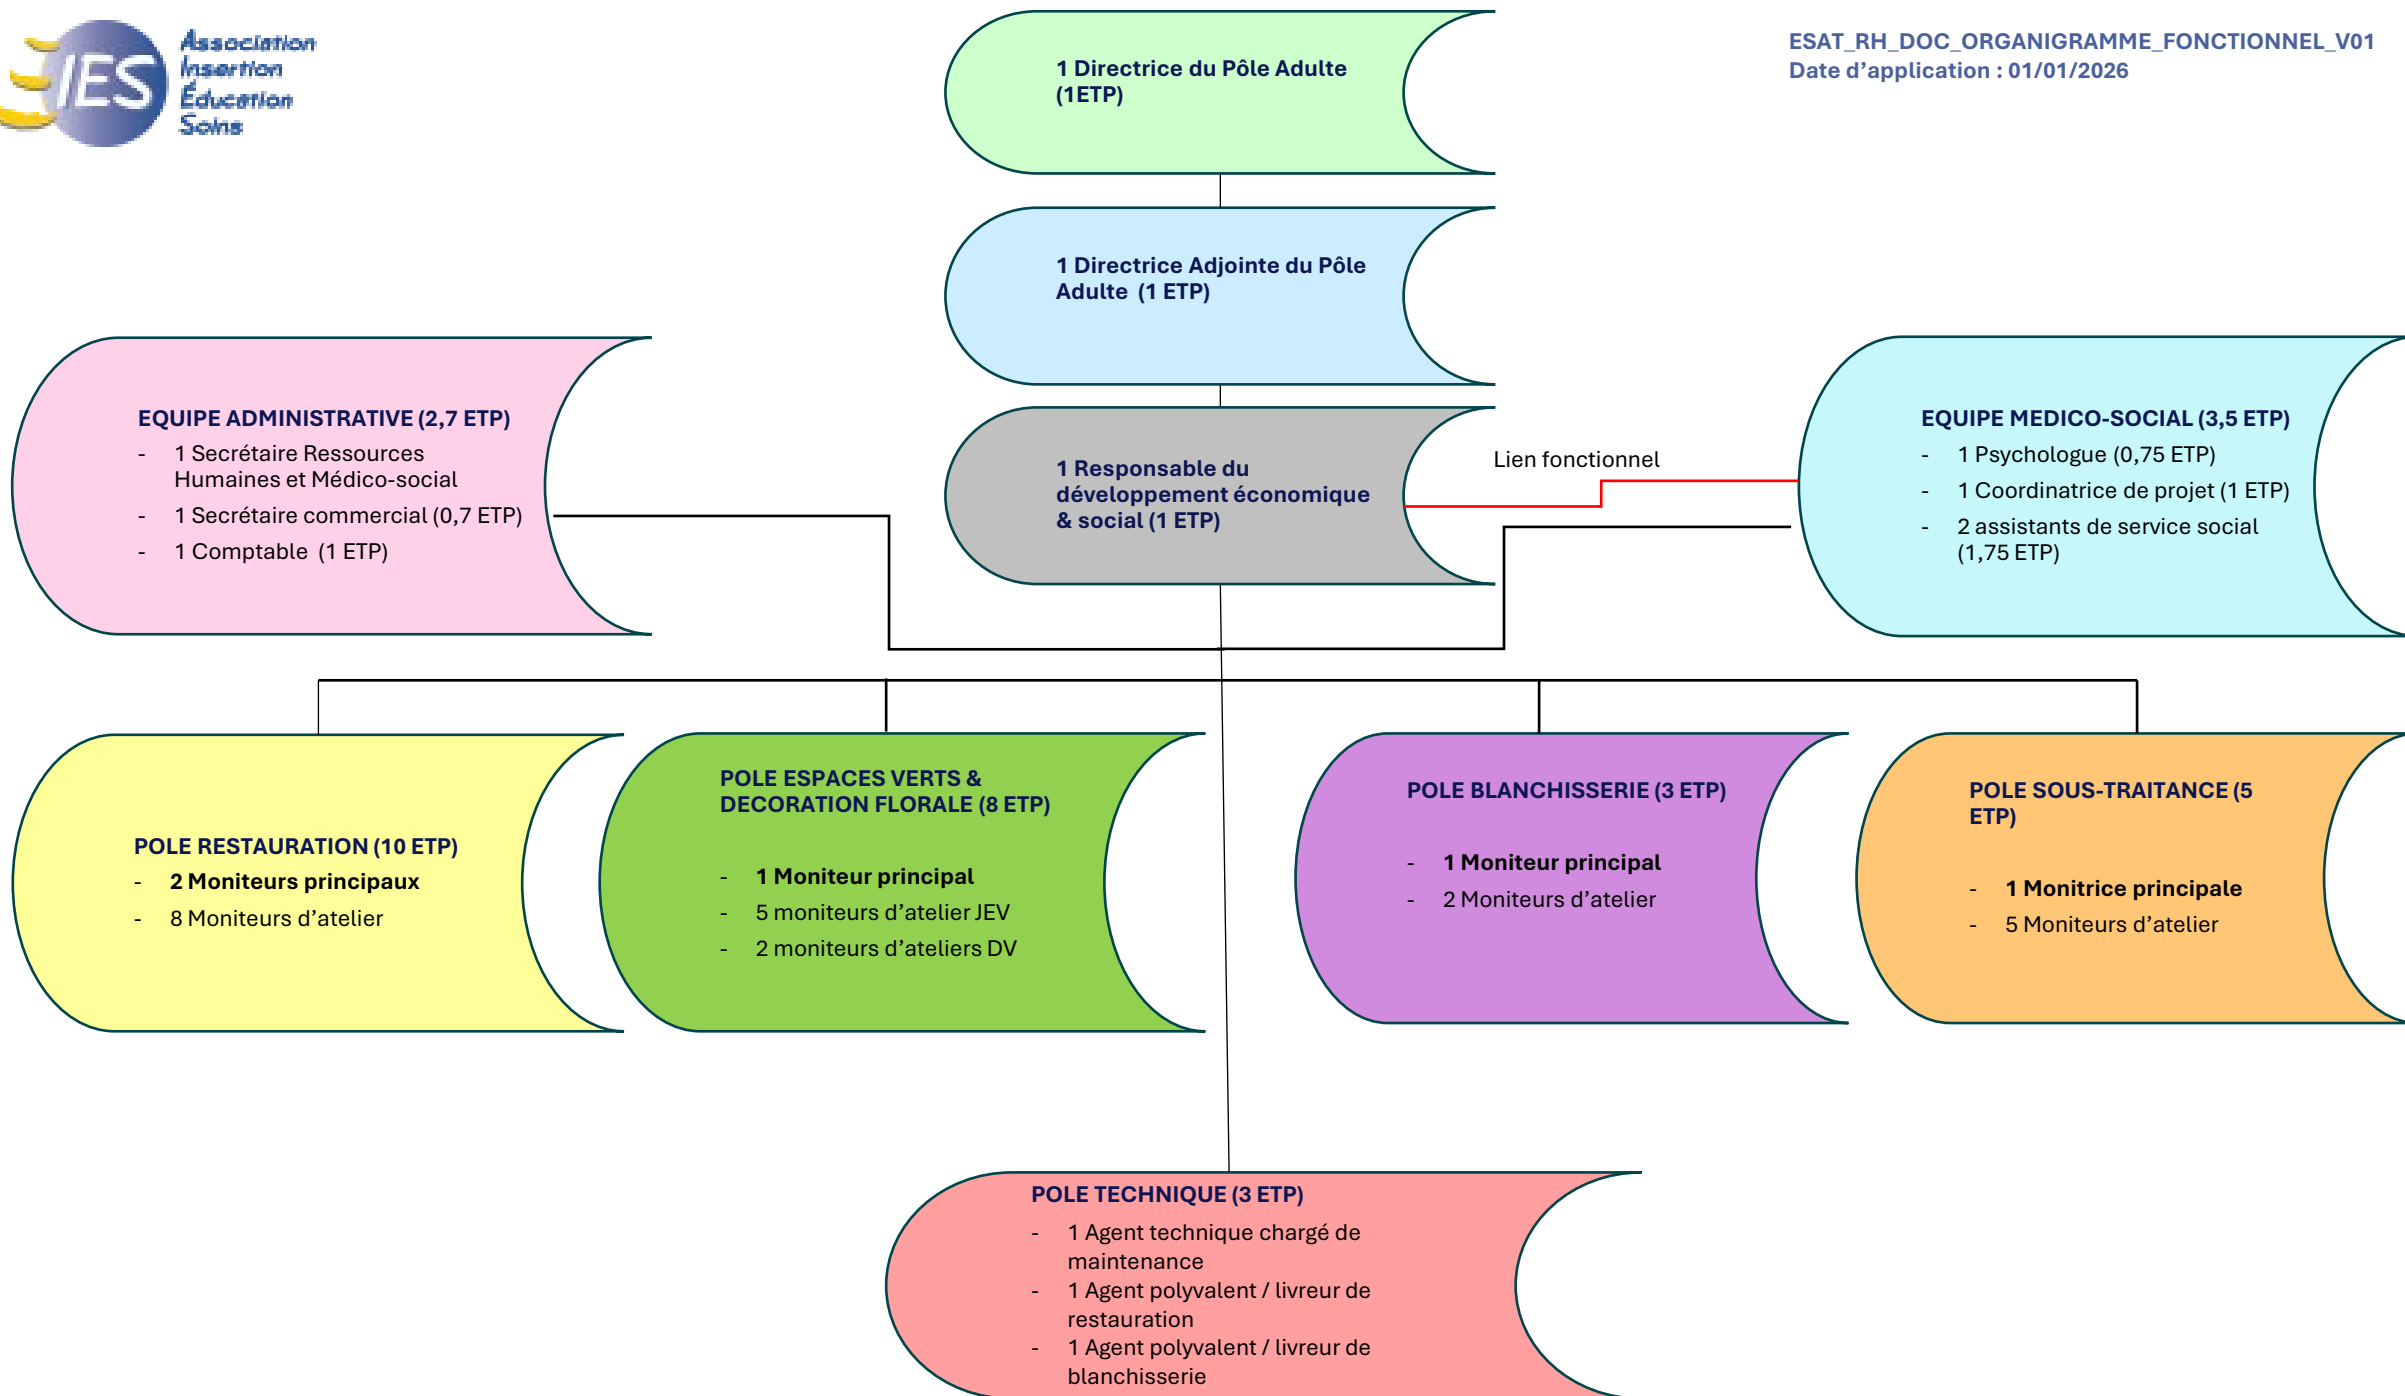 IES
Association
Insertion
Éducation
Soins
ESAT_RH_DOC_ORGANIGRAMME_FONCTIONNEL_V01
Date d’application : 01/01/2026
1 Directrice du Pôle Adulte
(1ETP)
1 Directrice Adjointe du Pôle
Adulte (1 ETP)
EQUIPE ADMINISTRATIVE (2,7 ETP)
- 1 Secrétaire Ressources
Humaines et Médico-social
- 1 Secrétaire commercial (0,7 ETP)
- 1 Comptable (1 ETP)
1 Responsable du
développement économique
& social (1 ETP)
Lien fonctionnel
EQUIPE MEDICO-SOCIAL (3,5 ETP)
- 1 Psychologue (0,75 ETP)
- 1 Coordinatrice de projet (1 ETP)
- 2 assistants de service social
(1,75 ETP)
POLE RESTAURATION (10 ETP)
- 2 Moniteurs principaux
- 8 Moniteurs d’atelier
POLE ESPACES VERTS &
DECORATION FLORALE (8 ETP)
- 1 Moniteur principal
- 5 moniteurs d’atelier JEV
- 2 moniteurs d’ateliers DV
POLE BLANCHISSERIE (3 ETP)
- 1 Moniteur principal
- 2 Moniteurs d’atelier
POLE SOUS-TRAITANCE (5
ETP)
- 1 Monitrice principale
- 5 Moniteurs d’atelier
POLE TECHNIQUE (3 ETP)
- 1 Agent technique chargé de
maintenance
- 1 Agent polyvalent / livreur de
restauration
- 1 Agent polyvalent / livreur de
blanchisserie